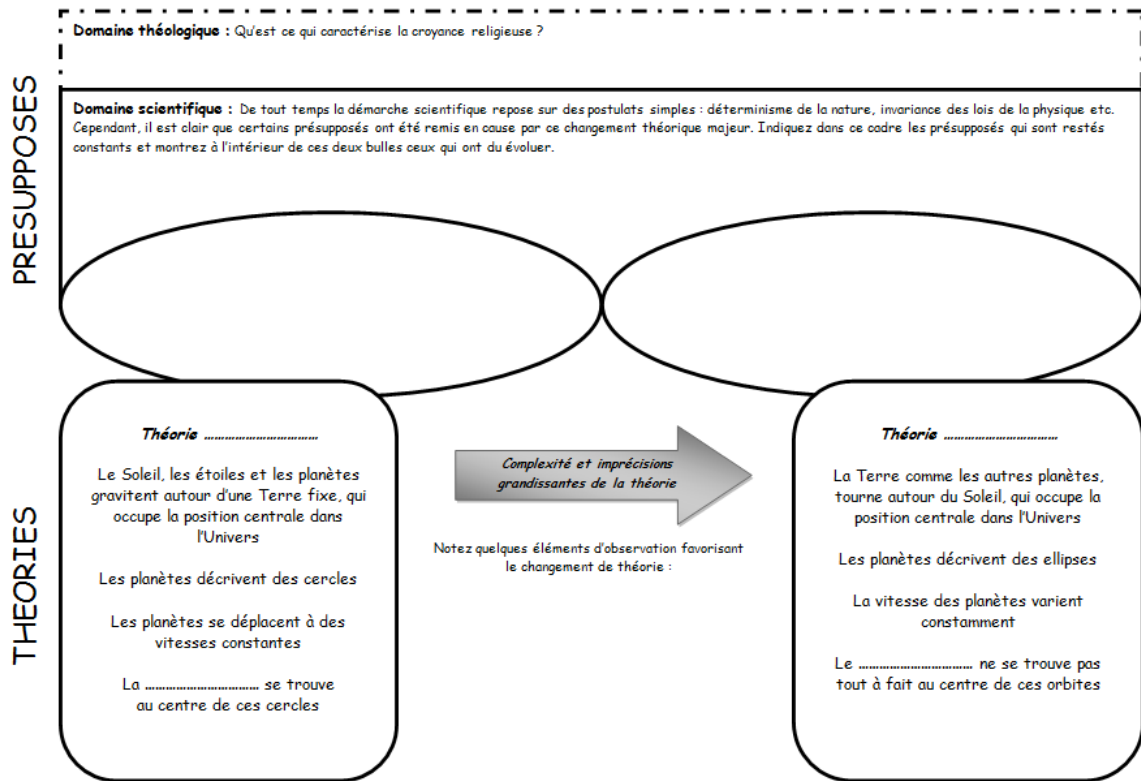 PRESUPPOSES
Domaine théologique : Qu'est ce qui caractérise la croyance religieuse ?
Domaine scientifique : De tout temps la démarche scientifique repose sur des postulats simples : déterminisme de la nature, invariance des lois de la physique etc.
Cependant, il est clair que certains présupposés ont été remis en cause par ce changement théorique majeur. Indiquez dans ce cadre les présupposés qui sont restés
constants et montrez à l'intérieur de ces deux bulles ceux qui ont du évoluer.
THEORIES
Théorie ……………………………
Le Soleil, les étoiles et les planètes
gravitent autour d'une Terre fixe, qui
occupe la position centrale dans
l'Univers
Les planètes décrivent des cercles
Les planètes se déplacent à des
vitesses constantes
La …………………………… se trouve
au centre de ces cercles
Complexité et imprécisions
grandissantes de la théorie
Notez quelques éléments d'observation favorisant
le changement de théorie :
Théorie ……………………………
La Terre comme les autres planètes,
tourne autour du Soleil, qui occupe la
position centrale dans l'Univers
Les planètes décrivent des ellipses
La vitesse des planètes varient
constamment
Le …………………………… ne se trouve pas
tout à fait au centre de ces orbites